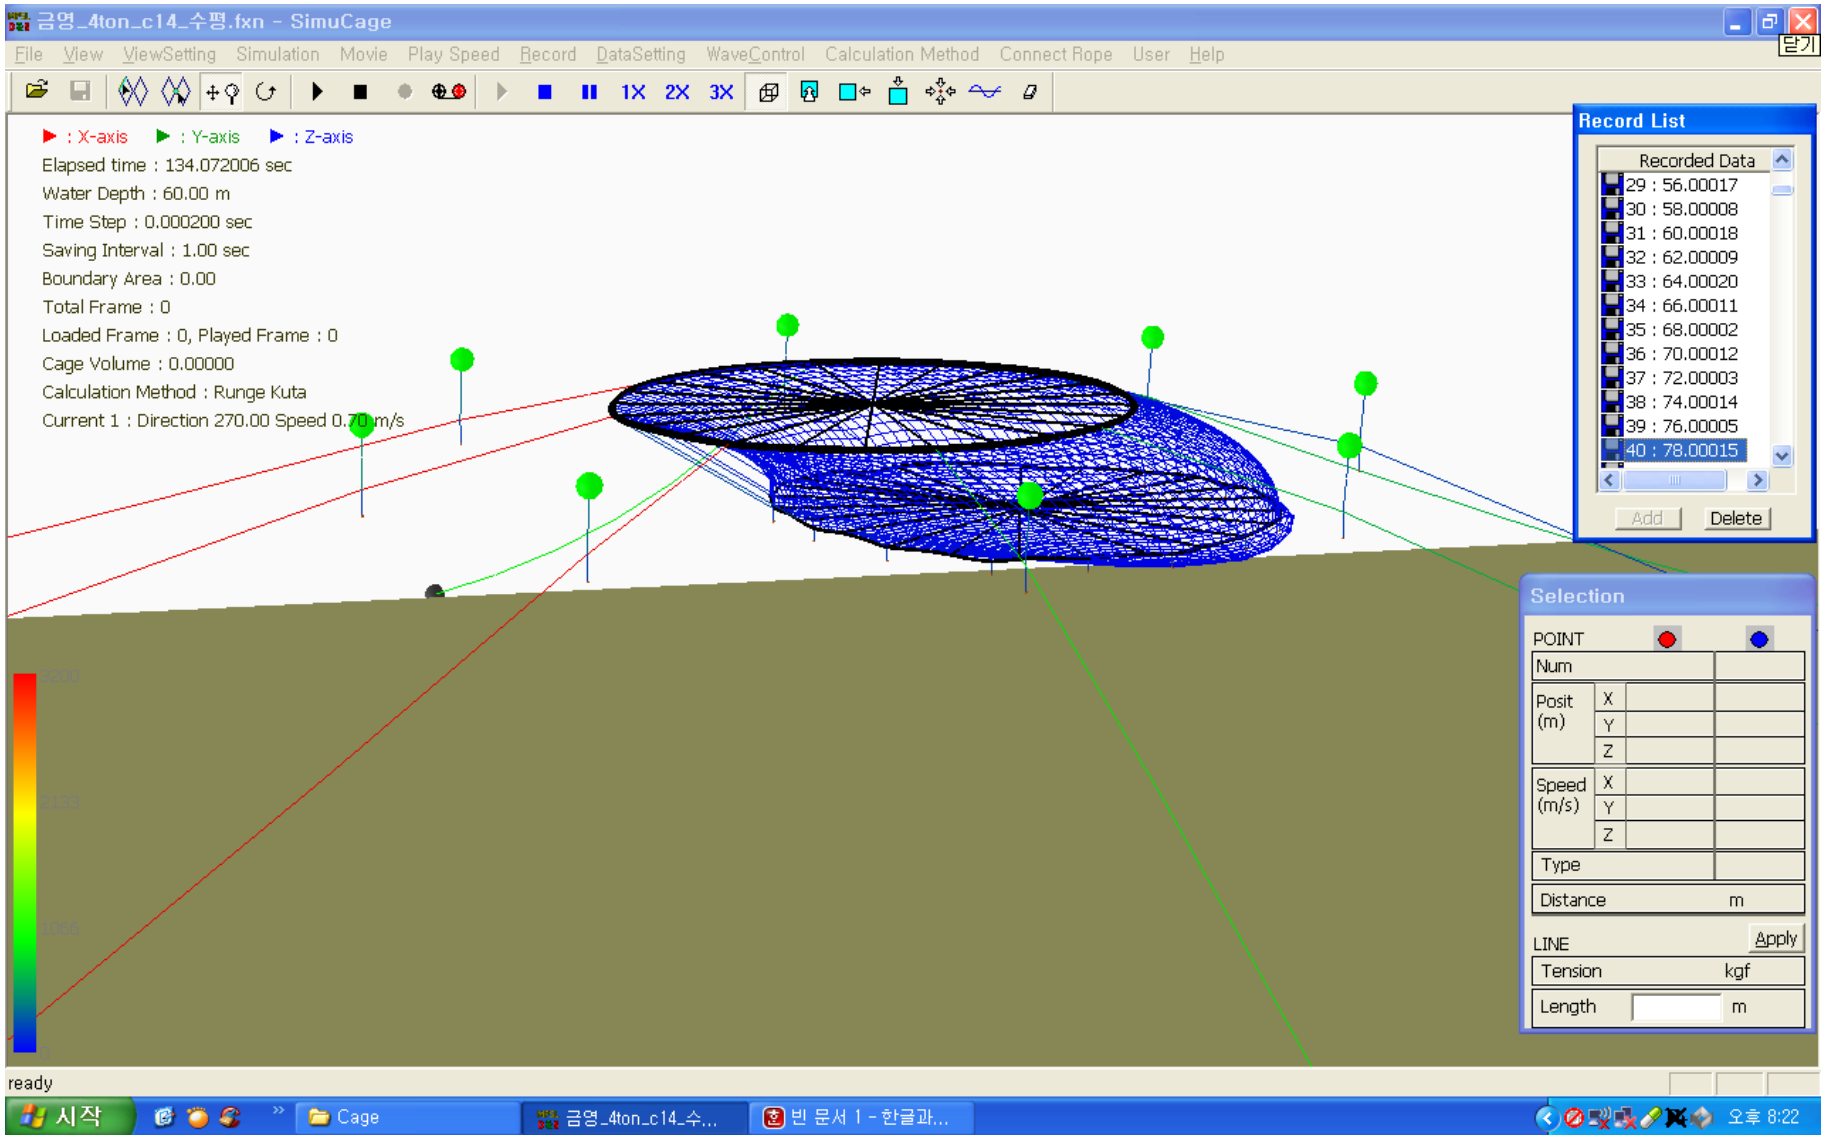 금영_4ton_c14_수평.fxn - SimuCage
닫기
File View ViewSetting Simulation Movie Play Speed Record DataSetting WaveControl Calculation Method Connect Rope User Help
1X 2X 3X
: X-axis : Y-axis : Z-axis
Elapsed time : 134.072006 sec
Water Depth : 60.00 m
Time Step : 0.000200 sec
Saving Interval : 1.00 sec
Boundary Area : 0.00
Total Frame : 0
Loaded Frame : 0, Played Frame : 0
Cage Volume : 0.00000
Calculation Method : Runge Kuta
Current 1 : Direction 270.00 Speed 0.70 m/s
3200
2133
1066
0
Record List
Recorded Data
29 : 56.00017
30 : 58.00008
31 : 60.00018
32 : 62.00009
33 : 64.00020
34 : 66.00011
35 : 68.00002
36 : 70.00012
37 : 72.00003
38 : 74.00014
39 : 76.00005
40 : 78.00015
Add Delete
Selection
POINT
Num
Posit (m) X
Y
Z
Speed (m/s) X
Y
Z
Type
Distance m
LINE Apply
Tension kgf
Length m
ready
시작 Cage 금영_4ton_c14_수... 빈 문서 1 - 한글과... 오후 8:22